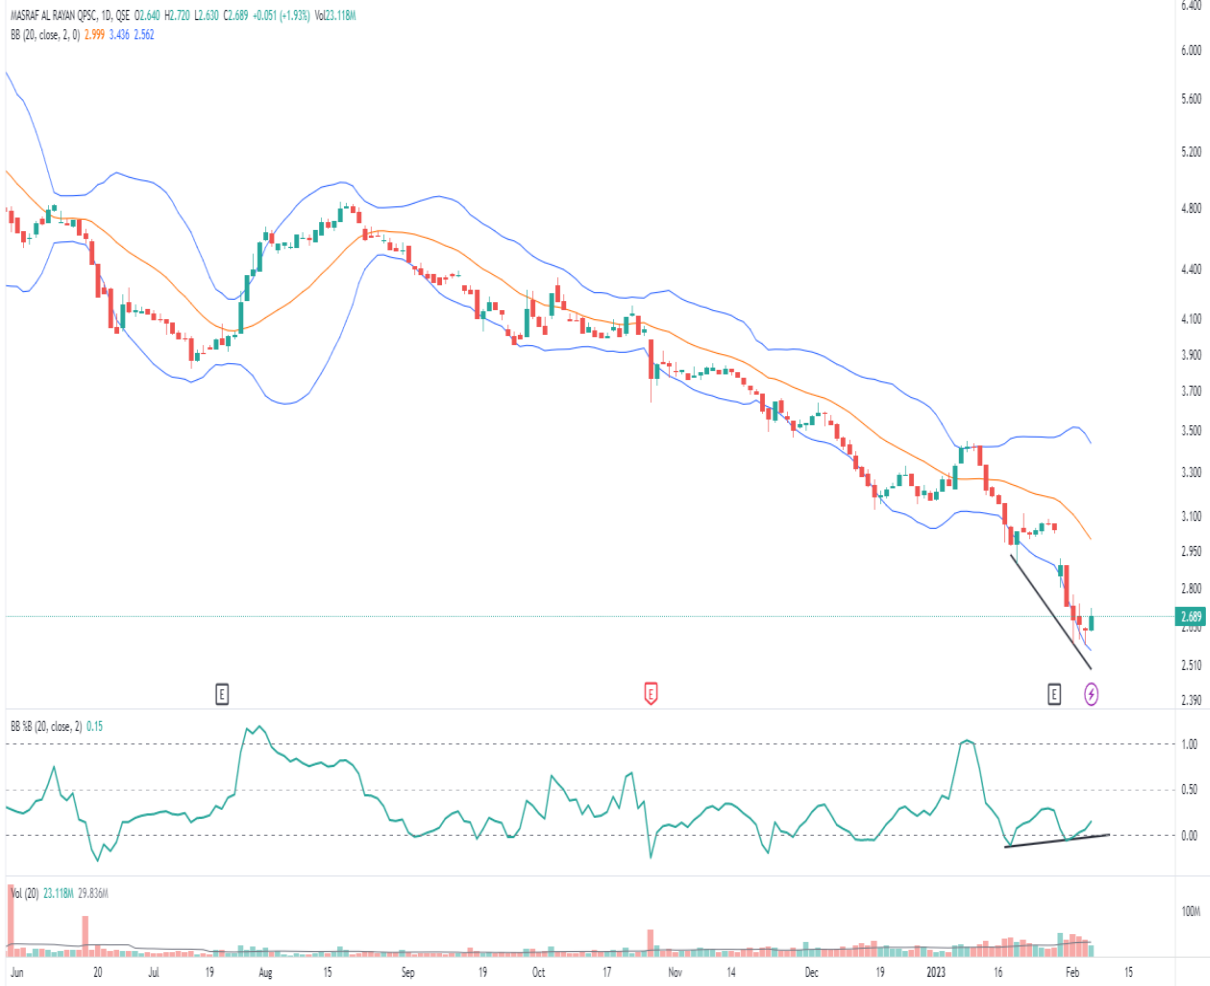 MASRAF AL RAYAN QPSC, 1D, QSE O2.640 H2.720 L2.630 C2.689 +0.051 (+1.93%) Vol23.118M
BB (20, close, 2, 0) 2.999 3.436 2.562
6.400
6.000
5.600
5.200
4.800
4.400
4.100
3.900
3.700
3.500
3.300
3.100
2.950
2.800
2.689
2.510
2.390
E
E
E
BB %B (20, close, 2) 0.15
1.00
0.50
0.00
Vol (20) 23.118M 29.836M
100M
Jun 20 Jul 19 Aug 15 Sep 19 Oct 17 Nov 14 Dec 19 2023 16 Feb 15